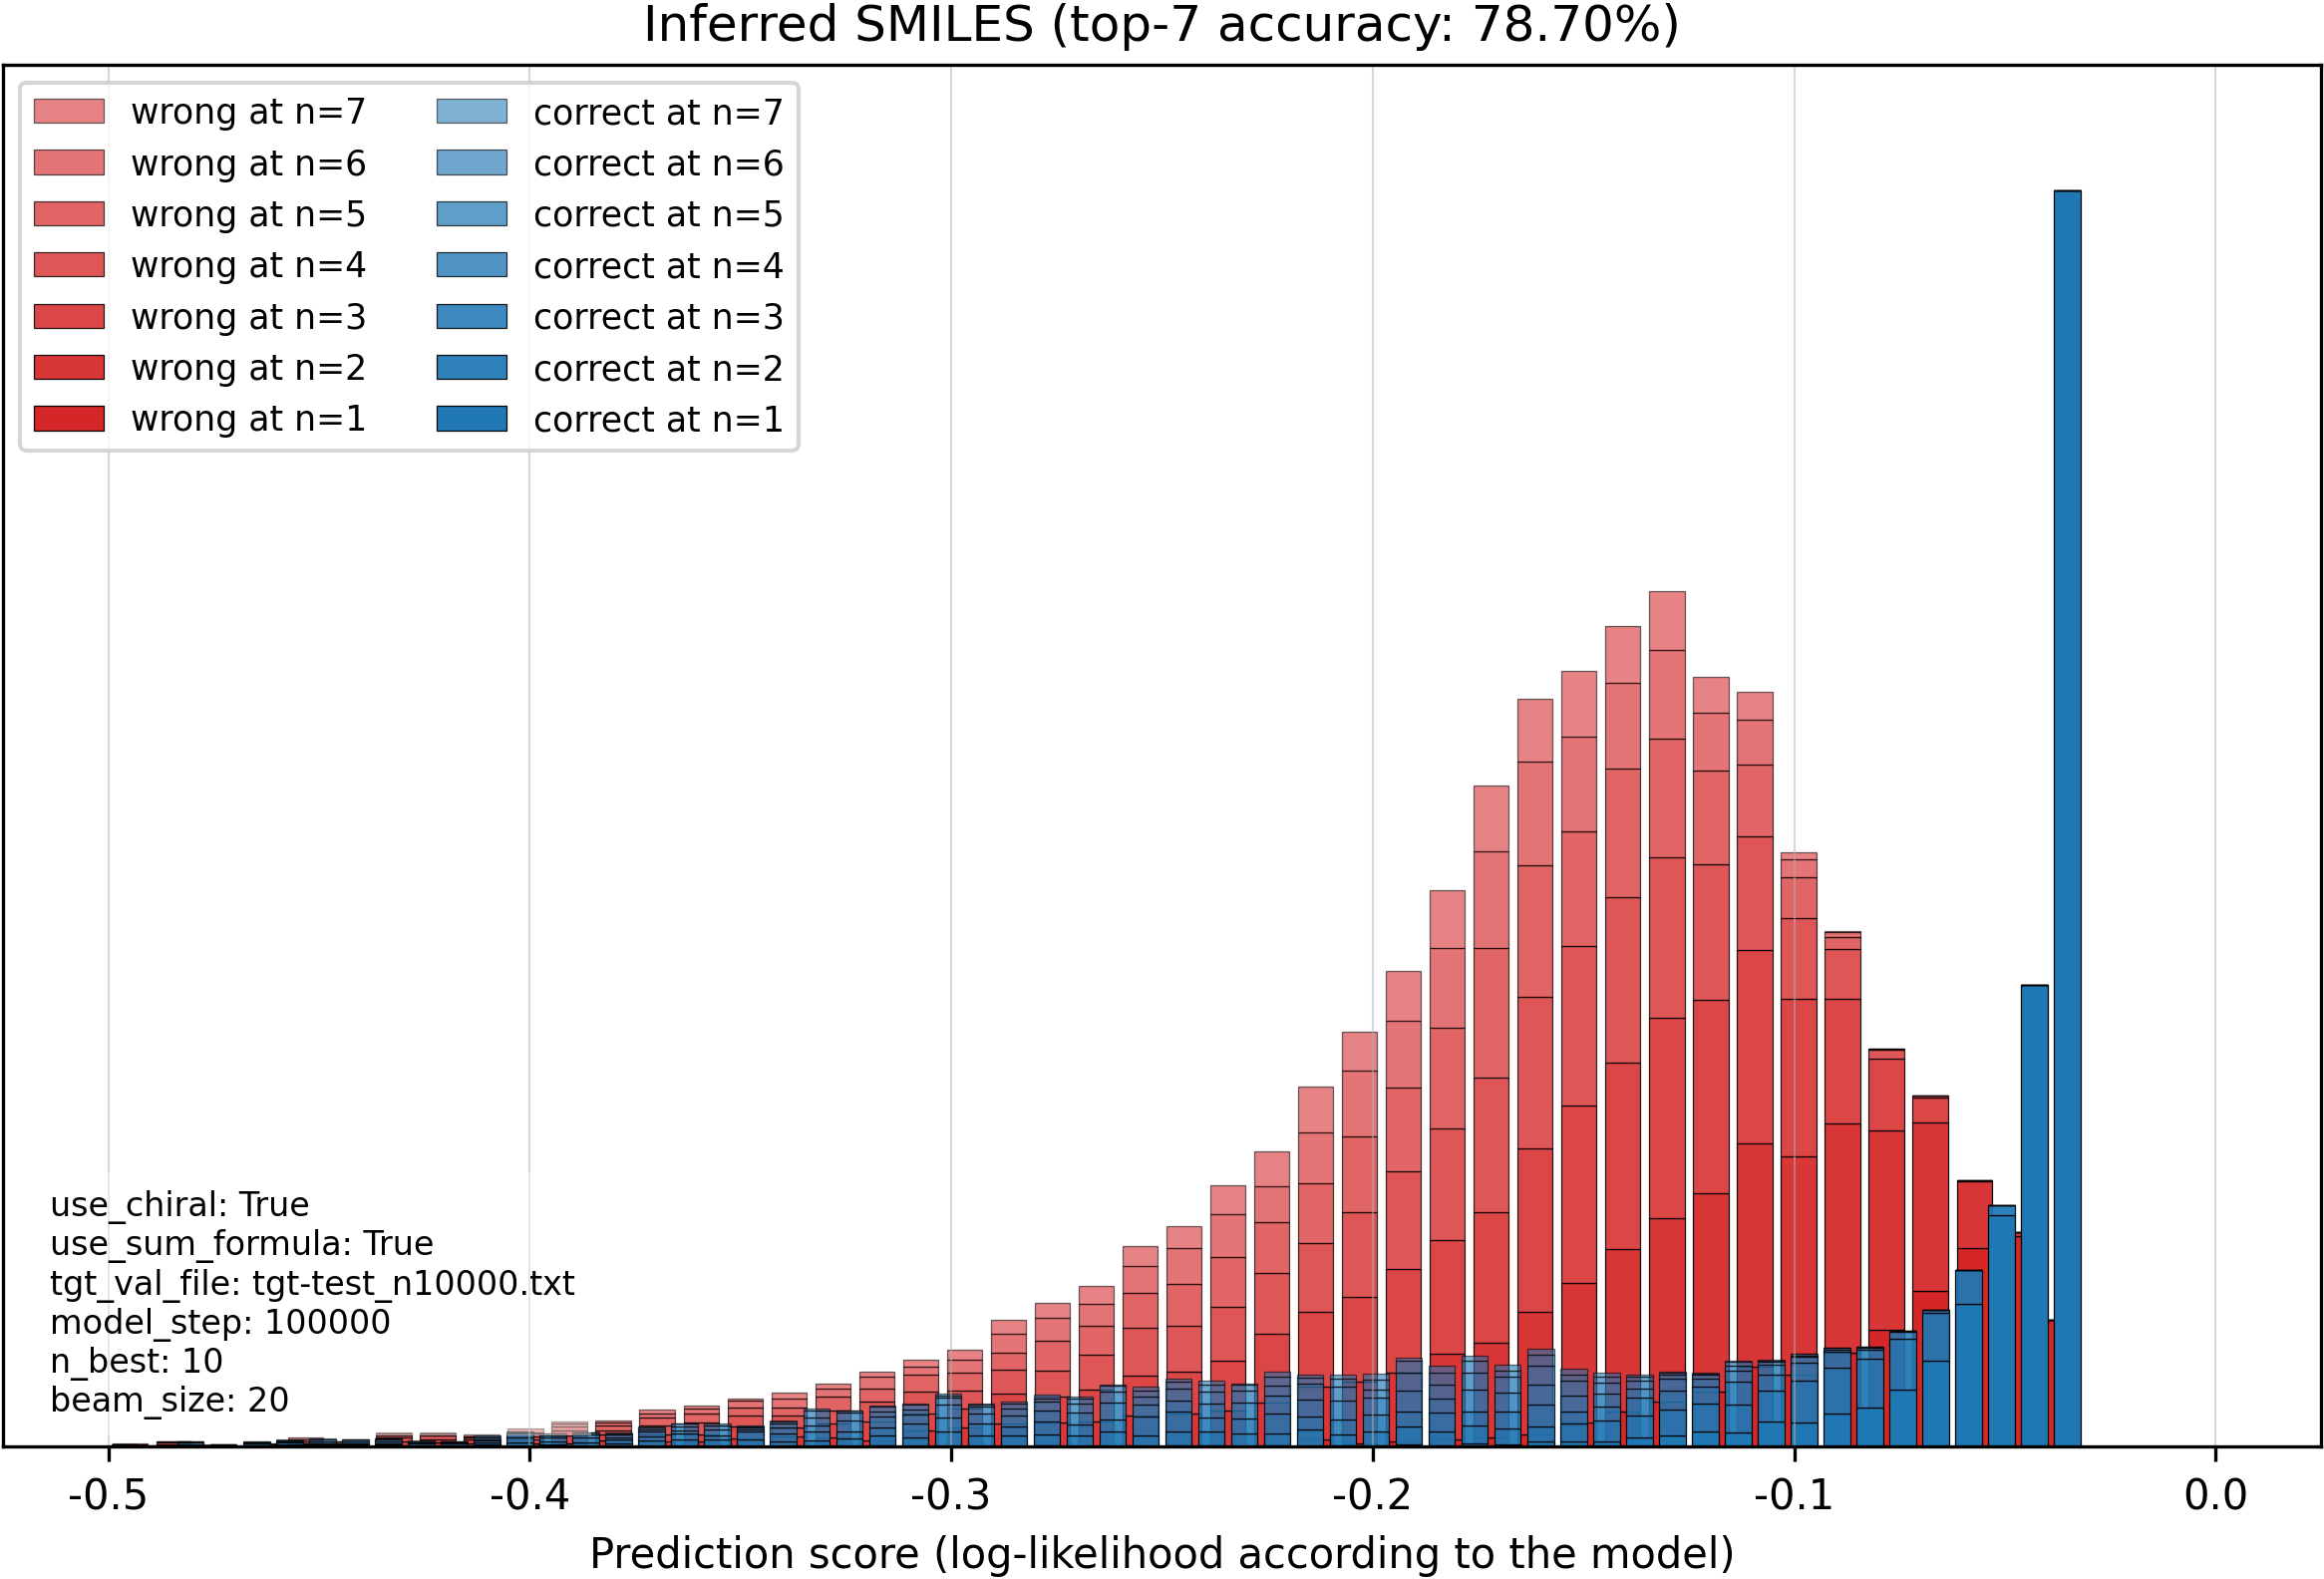 Inferred SMILES (top-7 accuracy: 78.70%)
wrong at n=7
wrong at n=6
wrong at n=5
wrong at n=4
wrong at n=3
wrong at n=2
wrong at n=1
correct at n=7
correct at n=6
correct at n=5
correct at n=4
correct at n=3
correct at n=2
correct at n=1
use_chiral: True
use_sum_formula: True
tgt_val_file: tgt-test_n10000.txt
model_step: 100000
n_best: 10
beam_size: 20
-0.5 -0.4 -0.3 -0.2 -0.1 0.0
Prediction score (log-likelihood according to the model)